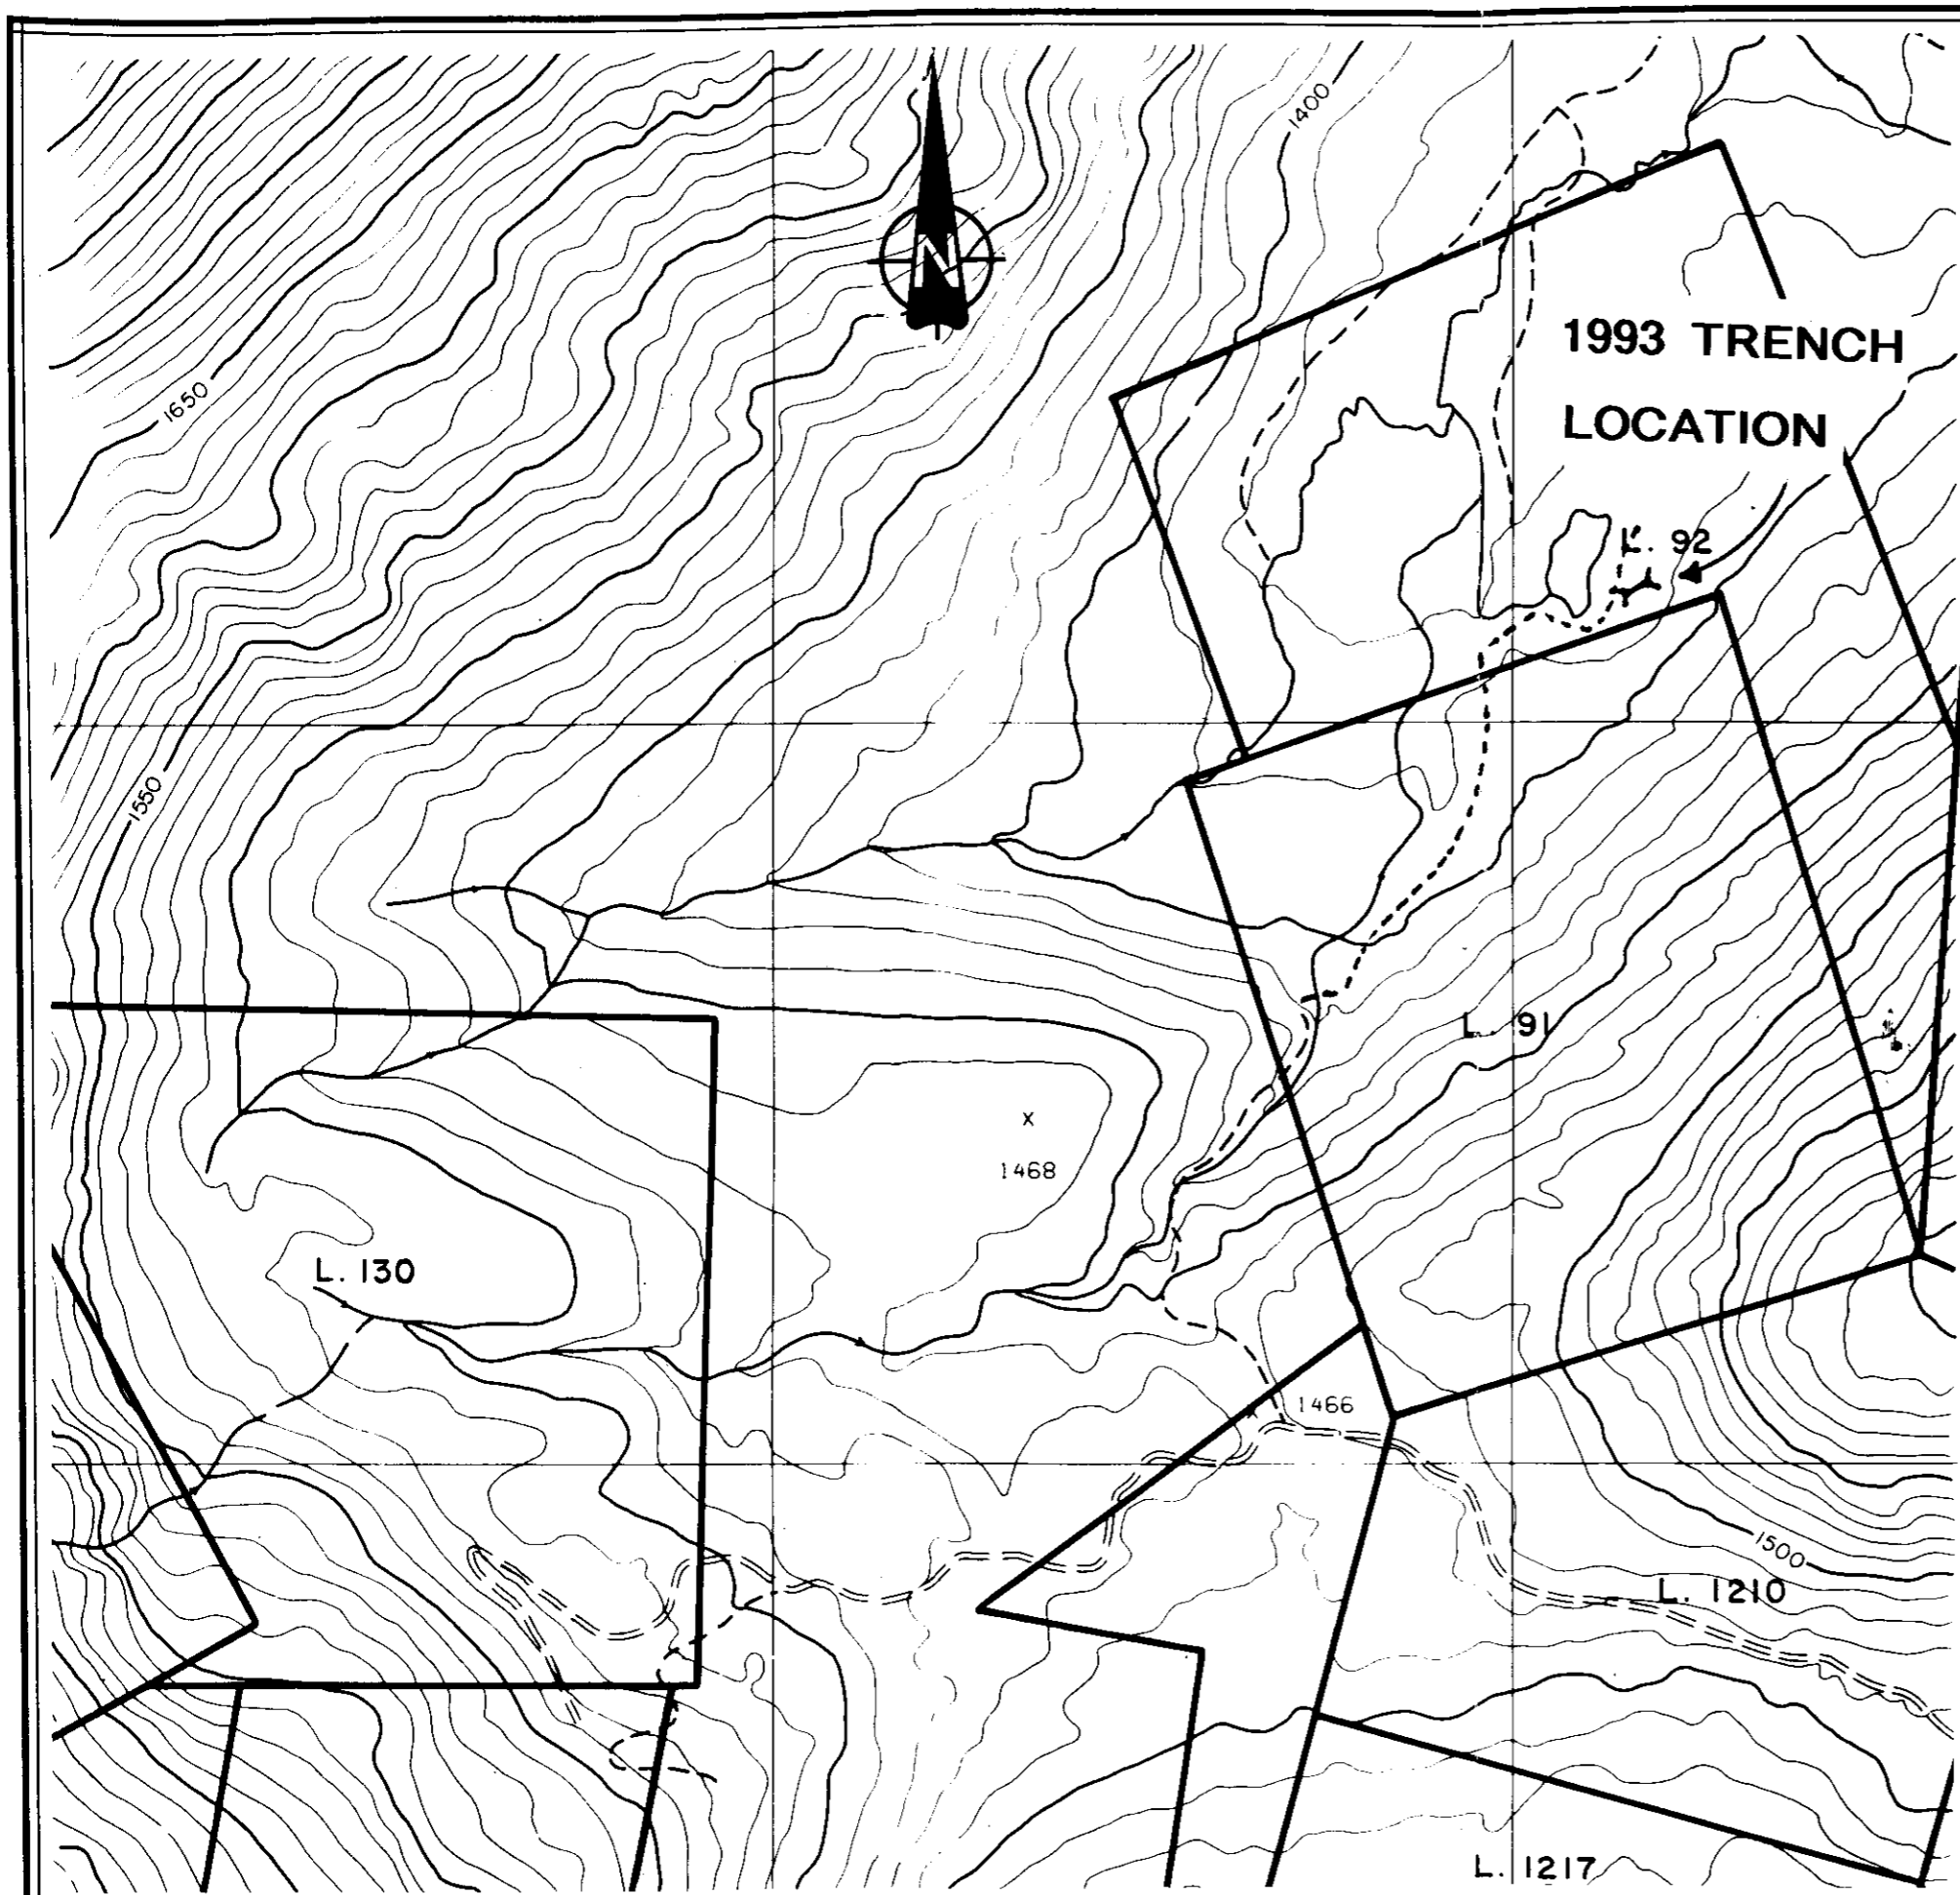 1400
N
1993 TRENCH
LOCATION
1650
L. 92
1550
L. 91
x
1468
L. 130
1466
1500
L. 1210
L. 1217